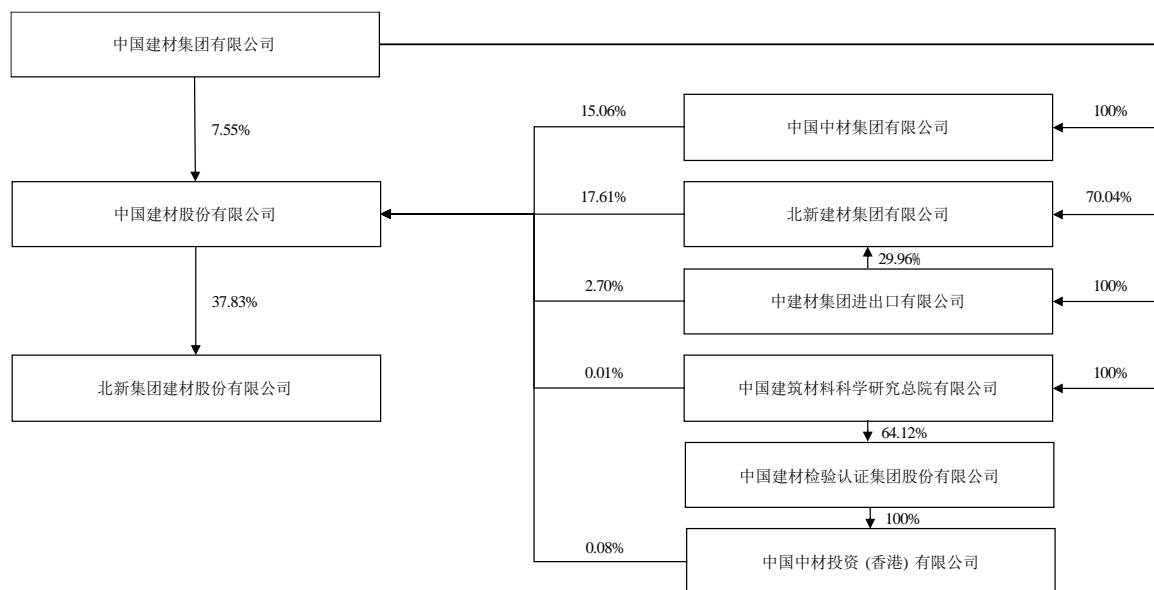 中国建材集团有限公司
7.55%
15.06%
中国中材集团有限公司
100%
中国建材股份有限公司
17.61%
北新建材集团有限公司
70.04%
29.96%
37.83%
2.70%
中建材集团进出口有限公司
100%
北新集团建材股份有限公司
0.01%
中国建筑材料科学研究总院有限公司
100%
64.12%
中国建材检验认证集团股份有限公司
100%
0.08%
中国中材投资 (香港) 有限公司